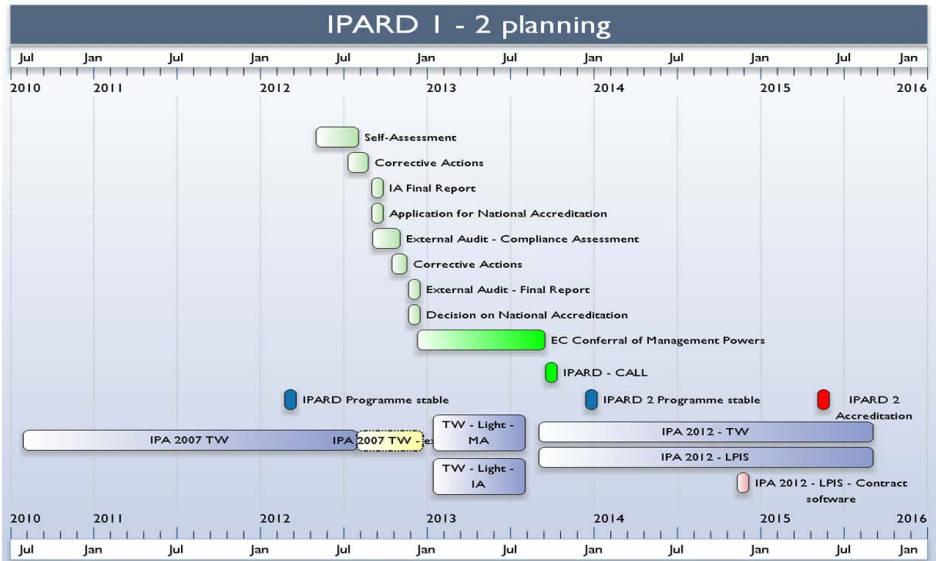 IPARD 1 - 2 planning
Jul Jan Jul Jan Jul Jan Jul Jan Jul Jan Jul Jan
2010 2011 2012 2013 2014 2015 2016
Self-Assessment
Corrective Actions
IA Final Report
Application for National Accreditation
External Audit - Compliance Assessment
Corrective Actions
External Audit - Final Report
Decision on National Accreditation
EC Conferral of Management Powers
IPARD - CALL
IPARD Programme stable
IPARD 2 Programme stable
IPARD 2
Accreditation
IPA 2007 TW
IPA 2007 TW - ex
TW - Light -
MA
IPA 2012 - TW
TW - Light -
IA
IPA 2012 - LPIS
IPA 2012 - LPIS - Contract
software
2010 2011 2012 2013 2014 2015 2016
Jul Jan Jul Jan Jul Jan Jul Jan Jul Jan Jul Jan